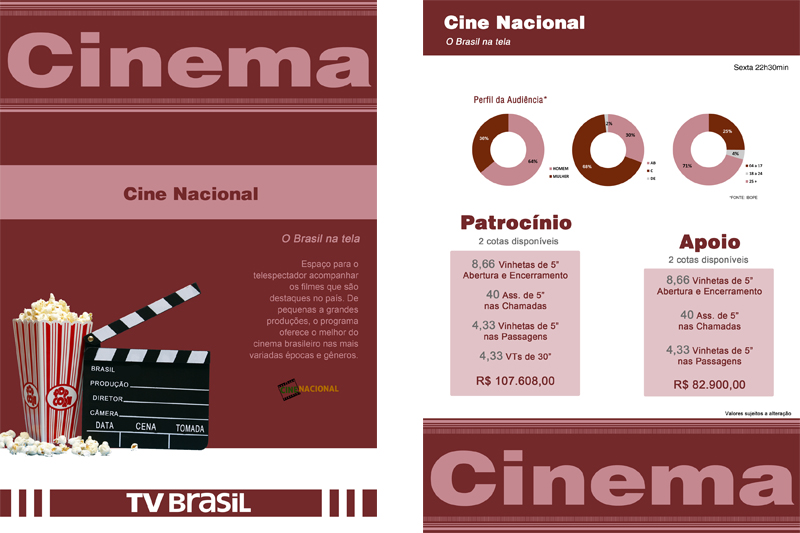 Cinema
Cine Nacional
O Brasil na tela
Espaço para o
telespectador acompanhar
os filmes que são
destaques no país. De
pequenas a grandes
produções, o programa
oferece o melhor do
cinema brasileiro nas mais
variadas épocas e gêneros.
POP CORN
BRASIL
PRODUÇÃO
DIRETOR
CÂMERA
DATA CENA TOMADA
CINE NACIONAL
TV BRASIL
Cine Nacional
O Brasil na tela
Sexta 22h30min
Perfil da Audiência*
36%
64%
HOMEM
MULHER
2%
30%
68%
AB
C
DE
25%
4%
71%
04 a 17
18 a 24
25 +
*FONTE: IBOPE
Patrocínio
2 cotas disponíveis
8,66 Vinhetas de 5”
Abertura e Encerramento
40 Ass. de 5”
nas Chamadas
4,33 Vinhetas de 5”
nas Passagens
4,33 VTs de 30”
R$ 107.608,00
Apoio
2 cotas disponíveis
8,66 Vinhetas de 5”
Abertura e Encerramento
40 Ass. de 5”
nas Chamadas
4,33 Vinhetas de 5”
nas Passagens
R$ 82.900,00
Valores sujeitos a alteração
Cinema